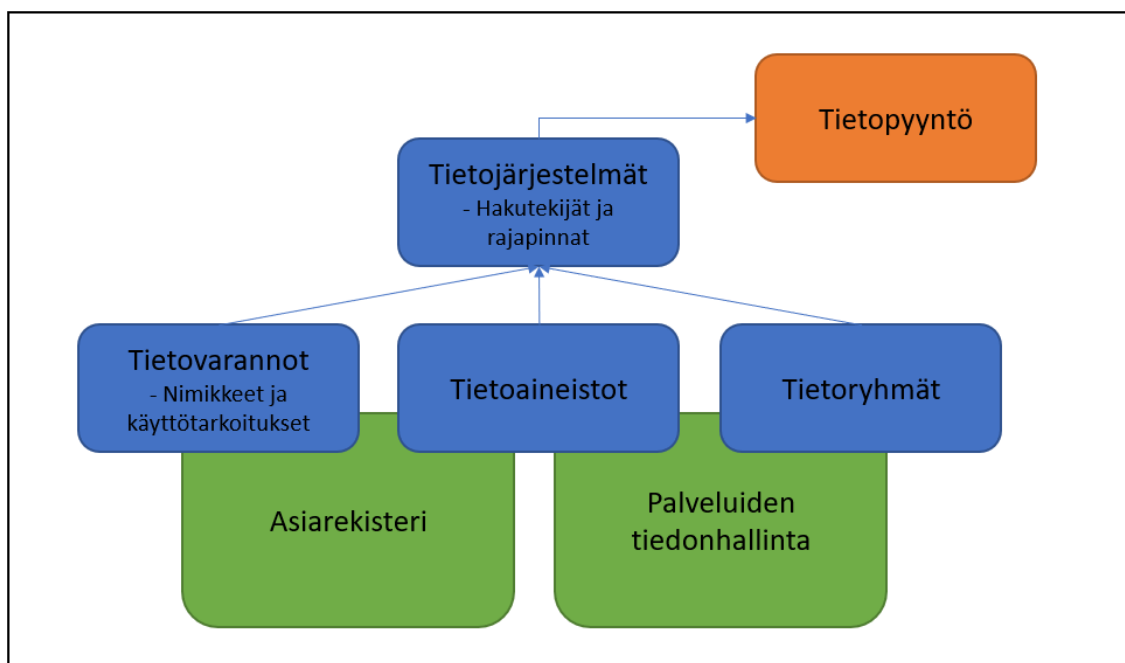 Tietopyyntö
Tietojärjestelmät
- Hakutekijät ja
rajapinnat
Tietovarannot
- Nimikkeet ja
käyttötarkoitukset
Tietoaineistot
Tietoryhmät
Asiarekisteri
Palveluiden
tiedonhallinta